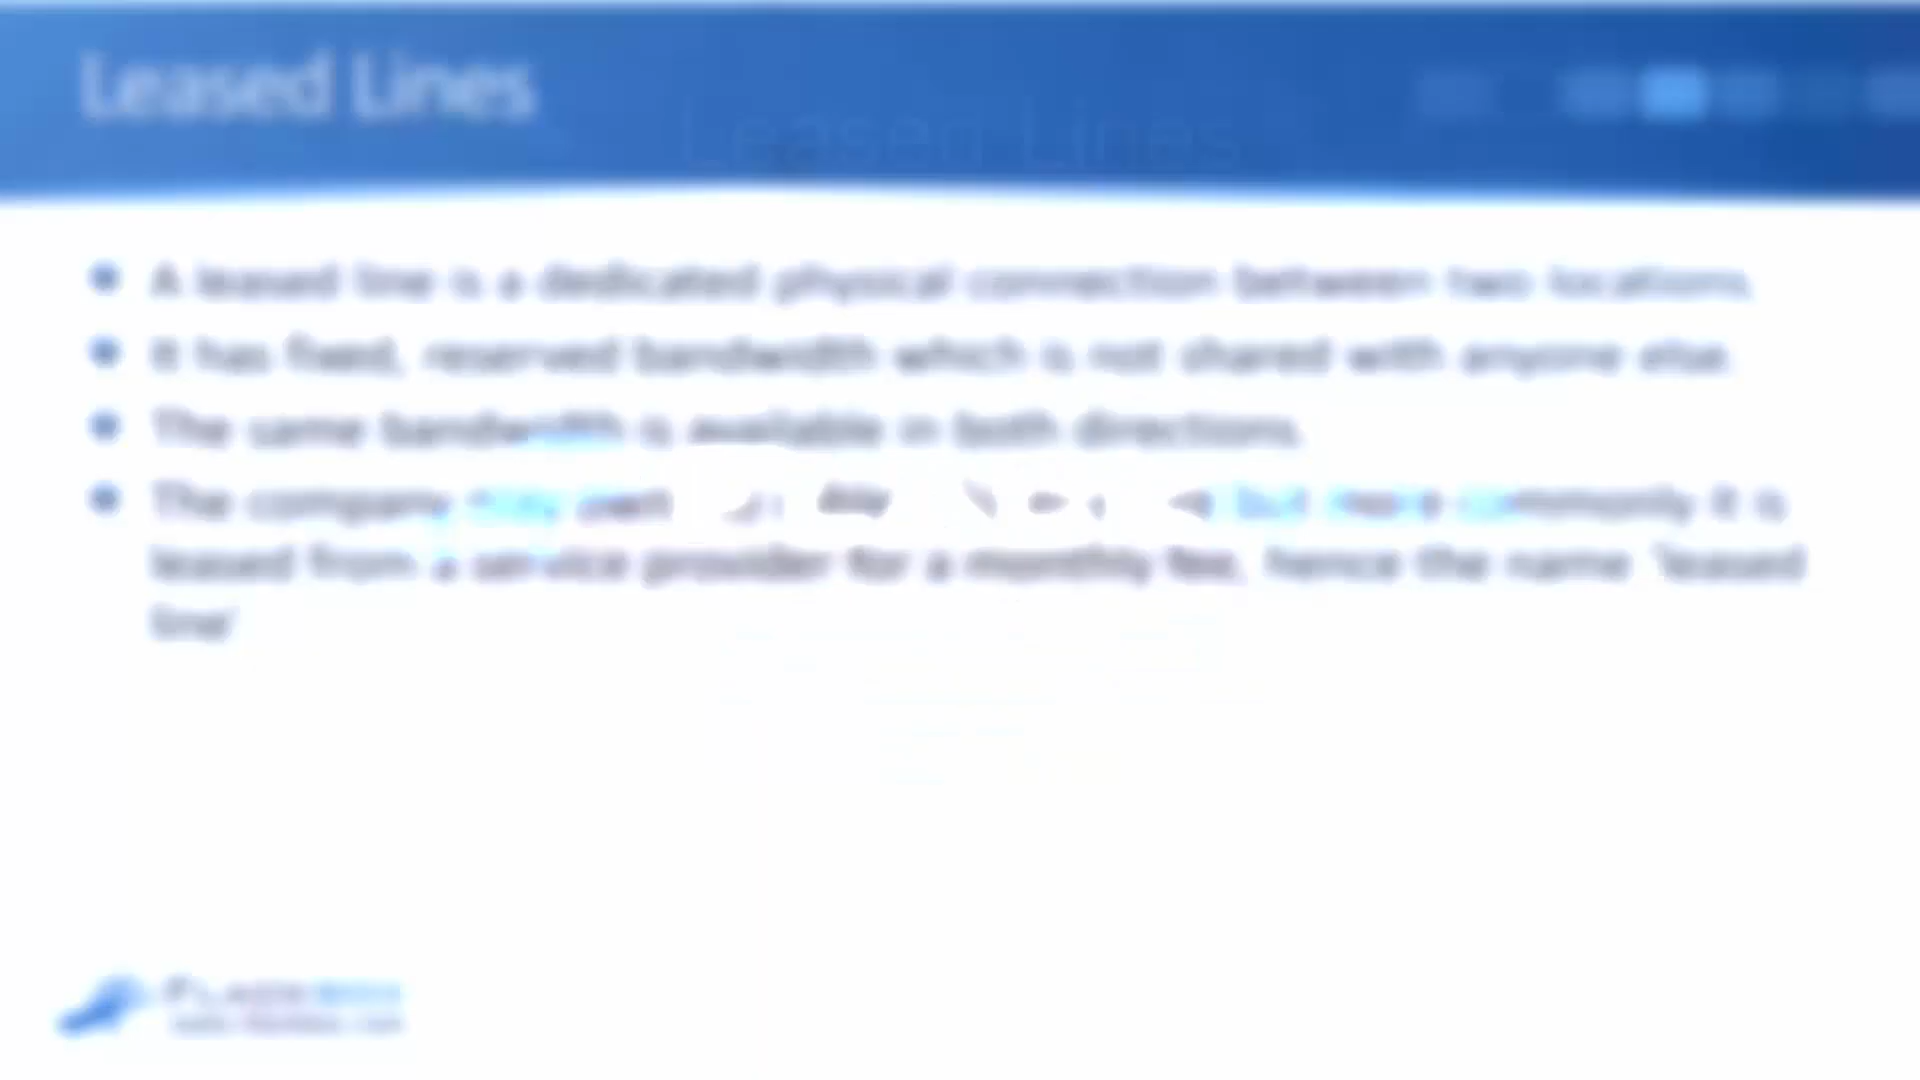 Leased Lines
A leased line is a dedicated physical connection between two locations.
It has fixed, reserved bandwidth which is not shared with anyone else.
The same bandwidth is available in both directions.
The company may own but more commonly it is
leased from a service provider for a monthly fee, hence the name 'leased
line'